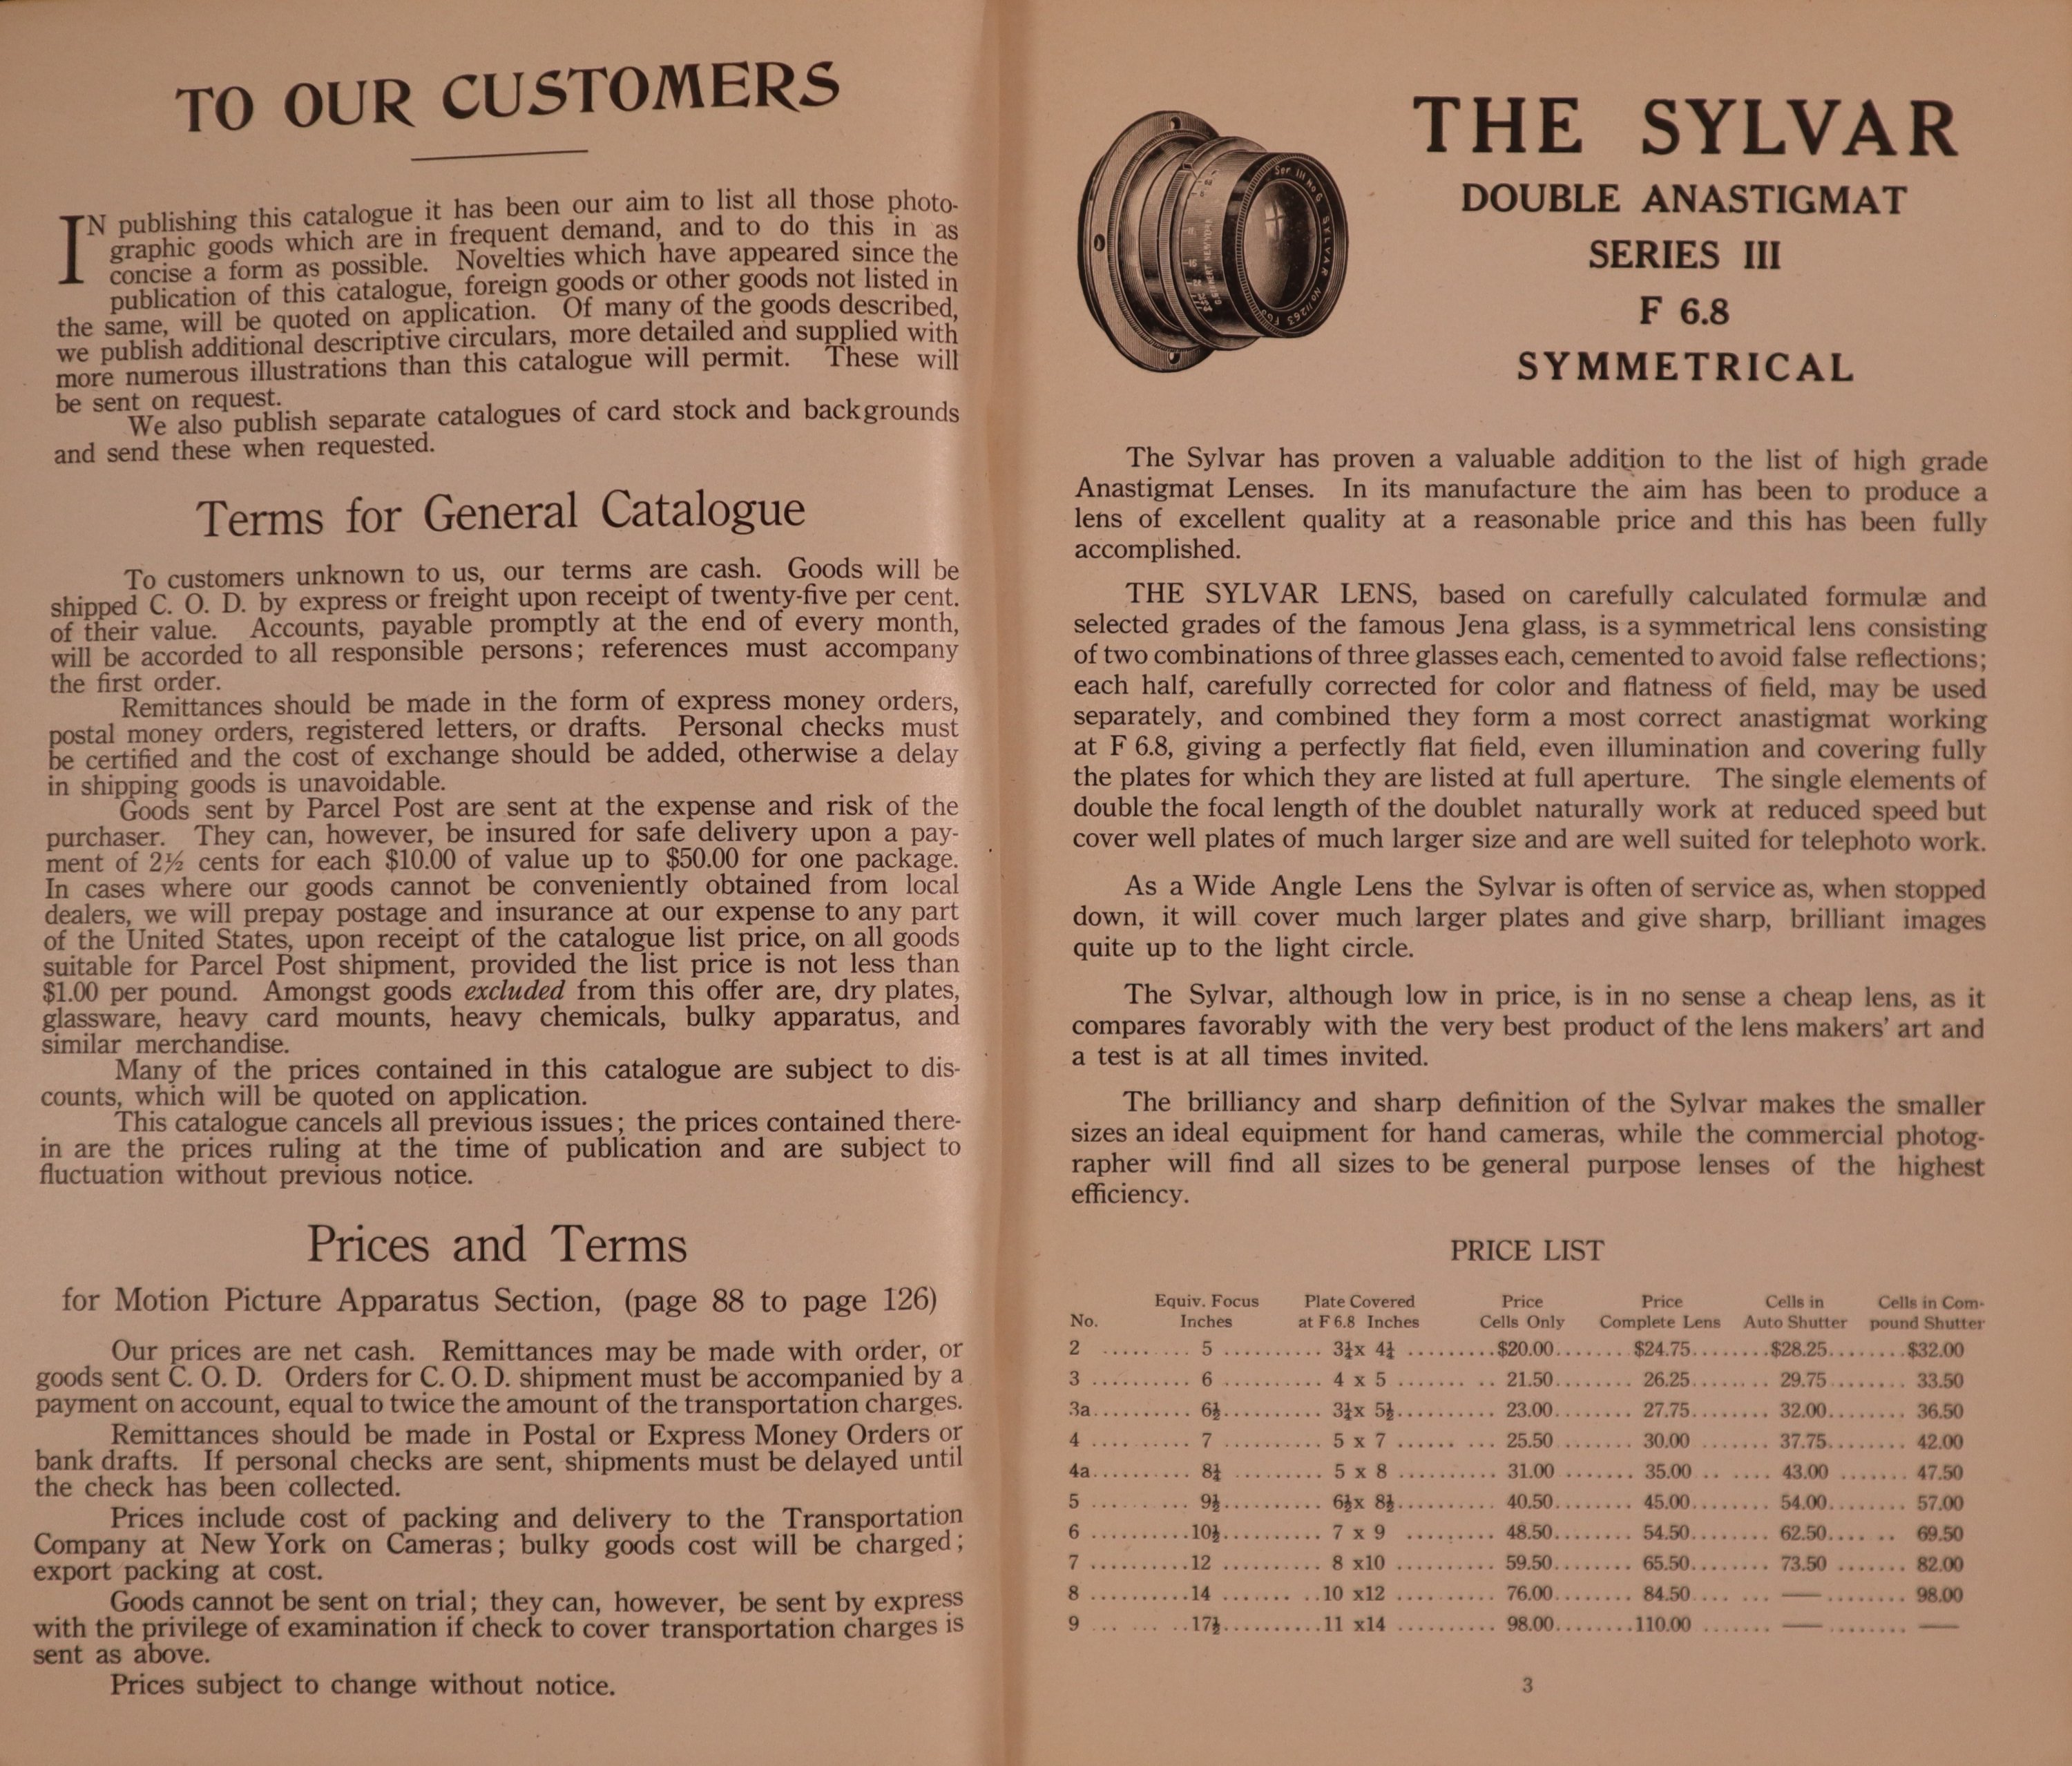 TO OUR CUSTOMERS
IN publishing this catalogue it has been our aim to list all those photo-
graphic goods which are in frequent demand, and to do this in as
concise a form as possible. Novelties which have appeared since the
publication of this catalogue, foreign goods or other goods not listed in
the same, will be quoted on application. Of many of the goods described,
we publish additional descriptive circulars, more detailed and supplied with
more numerous illustrations than this catalogue will permit. These will
be sent on request.
We also publish separate catalogues of card stock and backgrounds
and send these when requested.
Terms for General Catalogue
To customers unknown to us, our terms are cash. Goods will be
shipped C. O. D. by express or freight upon receipt of twenty-five per cent.
of their value. Accounts, payable promptly at the end of every month,
will be accorded to all responsible persons; references must accompany
the first order.
Remittances should be made in the form of express money orders,
postal money orders, registered letters, or drafts. Personal checks must
be certified and the cost of exchange should be added, otherwise a delay
in shipping goods is unavoidable.
Goods sent by Parcel Post are sent at the expense and risk of the
purchaser. They can, however, be insured for safe delivery upon a pay-
ment of 2½ cents for each $10.00 of value up to $50.00 for one package.
In cases where our goods cannot be conveniently obtained from local
dealers, we will prepay postage and insurance at our expense to any part
of the United States, upon receipt of the catalogue list price, on all goods
suitable for Parcel Post shipment, provided the list price is not less than
$1.00 per pound. Amongst goods excluded from this offer are, dry plates,
glassware, heavy card mounts, heavy chemicals, bulky apparatus, and
similar merchandise.
Many of the prices contained in this catalogue are subject to dis-
counts, which will be quoted on application.
This catalogue cancels all previous issues; the prices contained there-
in are the prices ruling at the time of publication and are subject to
fluctuation without previous notice.
Prices and Terms
for Motion Picture Apparatus Section, (page 88 to page 126)
Our prices are net cash. Remittances may be made with order, or
goods sent C. O. D. Orders for C. O. D. shipment must be accompanied by a
payment on account, equal to twice the amount of the transportation charges.
Remittances should be made in Postal or Express Money Orders or
bank drafts. If personal checks are sent, shipments must be delayed until
the check has been collected.
Prices include cost of packing and delivery to the Transportation
Company at New York on Cameras; bulky goods cost will be charged;
export packing at cost.
Goods cannot be sent on trial; they can, however, be sent by express
with the privilege of examination if check to cover transportation charges is
sent as above.
Prices subject to change without notice.
Ser III No 6 SYLVAR No 11263 F 6.8
THE SYLVAR
DOUBLE ANASTIGMAT
SERIES III
F 6.8
SYMMETRICAL
The Sylvar has proven a valuable addition to the list of high grade
Anastigmat Lenses. In its manufacture the aim has been to produce a
lens of excellent quality at a reasonable price and this has been fully
accomplished.
THE SYLVAR LENS, based on carefully calculated formulæ and
selected grades of the famous Jena glass, is a symmetrical lens consisting
of two combinations of three glasses each, cemented to avoid false reflections;
each half, carefully corrected for color and flatness of field, may be used
separately, and combined they form a most correct anastigmat working
at F 6.8, giving a perfectly flat field, even illumination and covering fully
the plates for which they are listed at full aperture. The single elements of
double the focal length of the doublet naturally work at reduced speed but
cover well plates of much larger size and are well suited for telephoto work.
As a Wide Angle Lens the Sylvar is often of service as, when stopped
down, it will cover much larger plates and give sharp, brilliant images
quite up to the light circle.
The Sylvar, although low in price, is in no sense a cheap lens, as it
compares favorably with the very best product of the lens makers' art and
a test is at all times invited.
The brilliancy and sharp definition of the Sylvar makes the smaller
sizes an ideal equipment for hand cameras, while the commercial photog-
rapher will find all sizes to be general purpose lenses of the highest
efficiency.
PRICE LIST
No. Equiv. Focus Inches Plate Covered at F 6.8 Inches Price Cells Only Price Complete Lens Cells in Auto Shutter Cells in Com-pound Shutter
2 ......... 5 .......... 3¼x 4¼ .........$20.00........$24.75........$28.25........$32.00
3 .......... 6 .......... 4 x 5 ....... .. 21.50........ 26.25........ 29.75 ........ 33.50
3a.......... 6½.......... 3¼x 5½.......... 23.00........ 27.75........ 32.00........ 36.50
4 .......... 7 .......... 5 x 7 ...... ... 25.50 ........ 30.00 ....... 37.75........ 42.00
4a.......... 8¼ .......... 5 x 8 .......... 31.00 ....... 35.00.. .... 43.00 ....... 47.50
5 .......... 9½.......... 6½x 8½.......... 40.50........ 45.00........ 54.00........ 57.00
6 ..........10½.......... 7 x 9 ......... 48.50........ 54.50........ 62.50..... .. 69.50
7 ..........12 .......... 8 x10 .......... 59.50........ 65.50........ 73.50 ....... 82.00
8 ..........14 ....... ..10 x12 .......... 76.00........ 84.50.... ... —— ........ 98.00
9 ... ... ..17½..........11 x14 .......... 98.00........110.00 ....... —— ........ ——
3